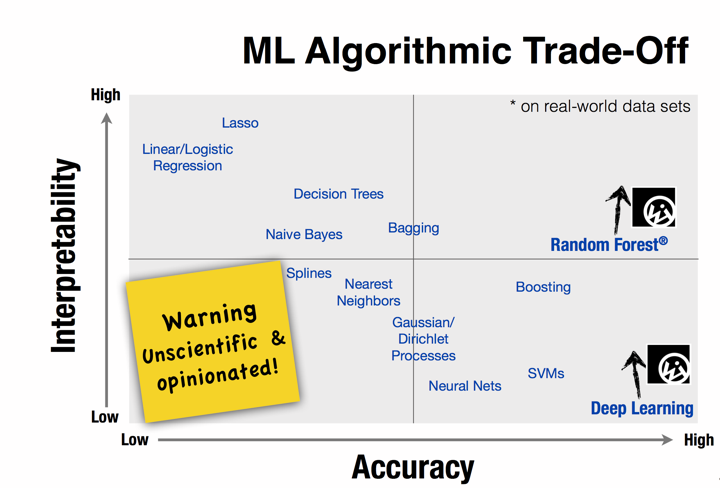 ML Algorithmic Trade-Off
High
* on real-world data sets
Lasso
Linear/Logistic
Regression
Decision Trees
Naive Bayes
Bagging
Random Forest®
Interpretability
Splines
Nearest
Neighbors
Boosting
Warning
Unscientific &
opinionated!
Gaussian/
Dirichlet
Processes
Neural Nets
SVMs
Deep Learning
Low
Low
High
Accuracy